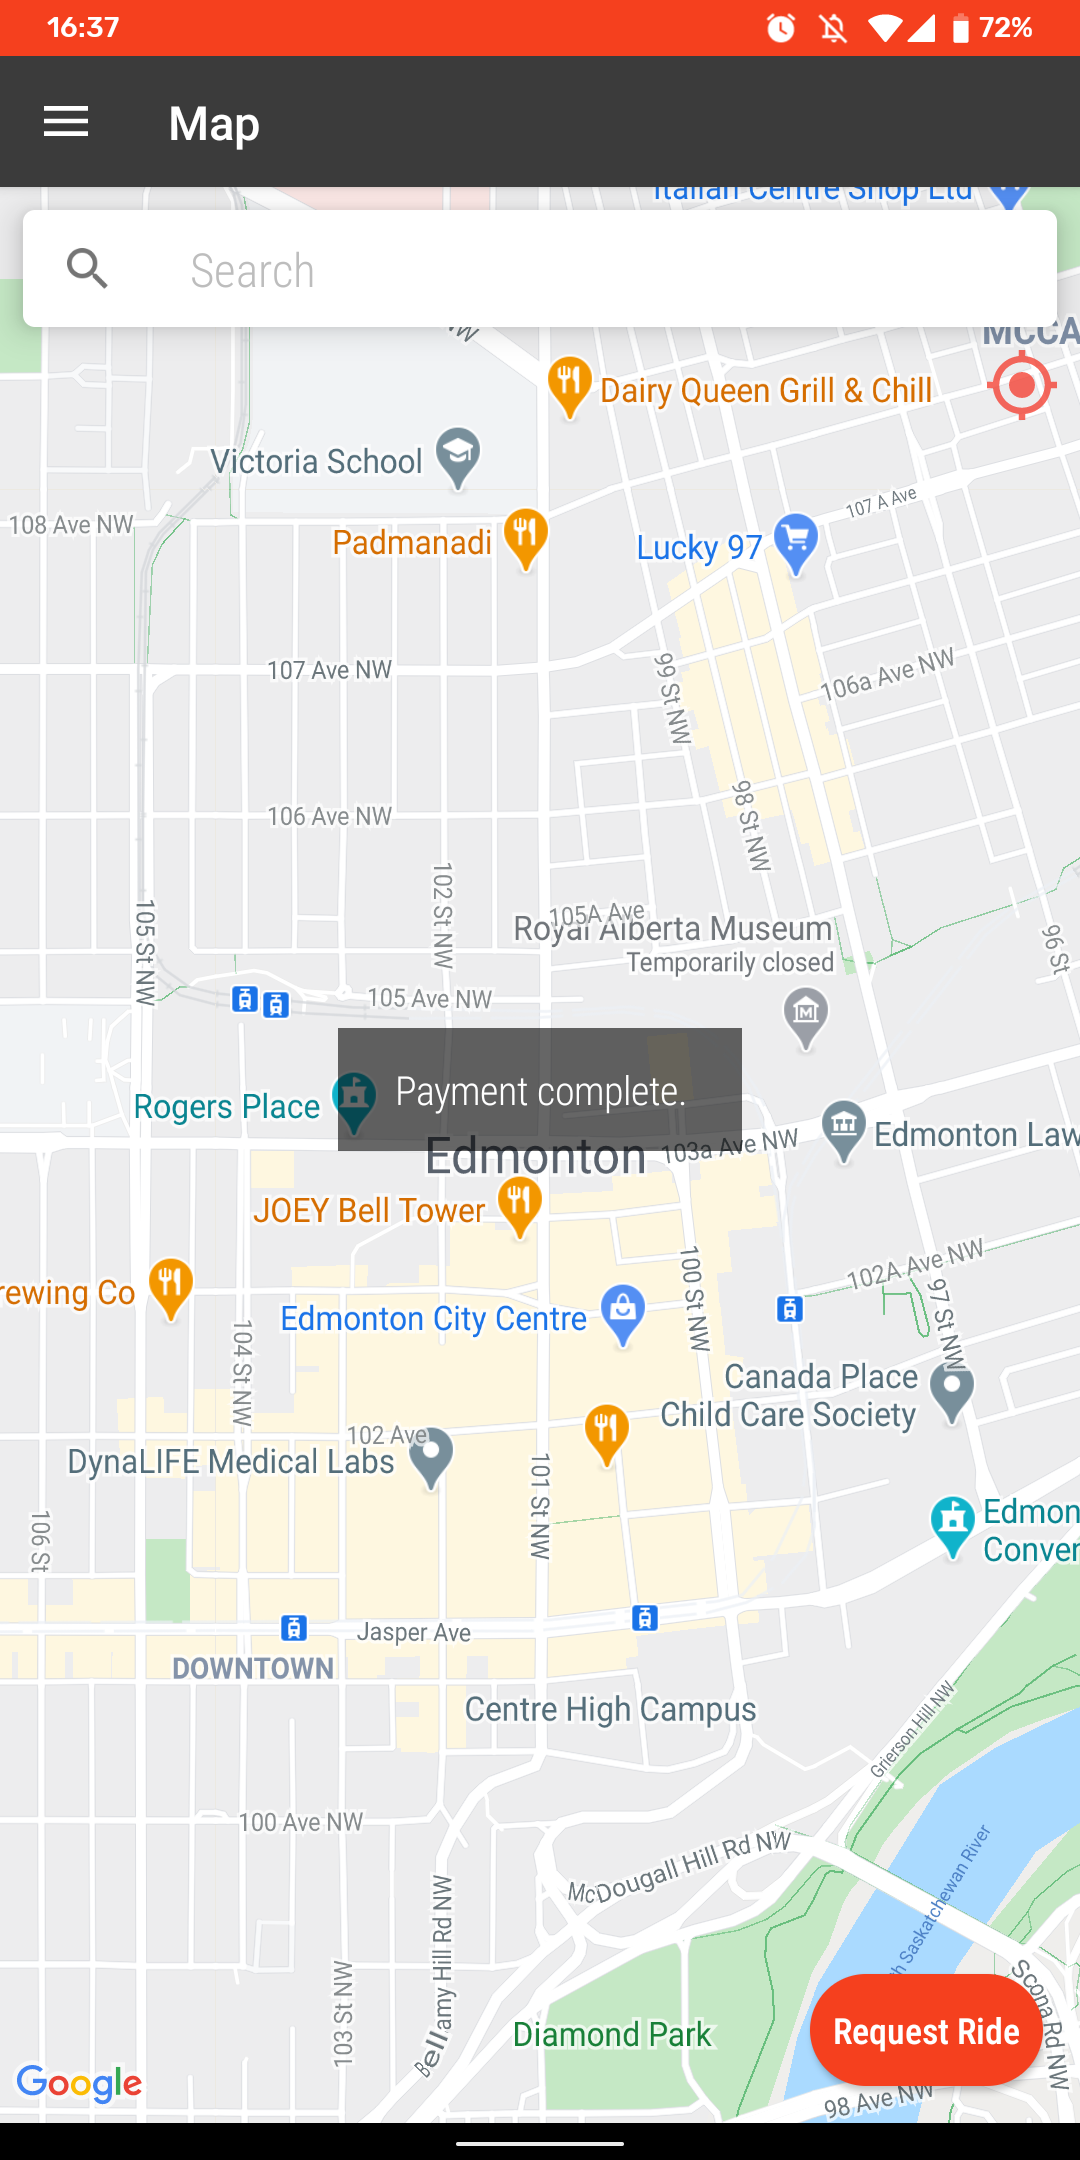 16:37
72%
Map
Italian Centre Shop Ltd
Search
MCCA
Dairy Queen Grill & Chill
Victoria School
107 A Ave
108 Ave NW
Padmanadi
Lucky 97
107 Ave NW
99 St NW
106a Ave NW
106 Ave NW
98 St NW
102 St NW
105 St NW
105A Ave
Royal Alberta Museum
Temporarily closed
96 St
105 Ave NW
Payment complete.
Rogers Place
Edmonton
103a Ave NW
Edmonton Law
JOEY Bell Tower
rewing Co
Edmonton City Centre
100 St NW
102A Ave NW
97 St NW
104 St NW
Canada Place
Child Care Society
102 Ave
DynaLIFE Medical Labs
101 St NW
106 St
Edmon
Conver
Jasper Ave
DOWNTOWN
Centre High Campus
Grierson Hill NW
100 Ave NW
McDougall Hill Rd NW
h Saskatchewan River
Bellamy Hill Rd NW
103 St NW
Scona Rd NW
Diamond Park
Request Ride
Google
98 Ave NW